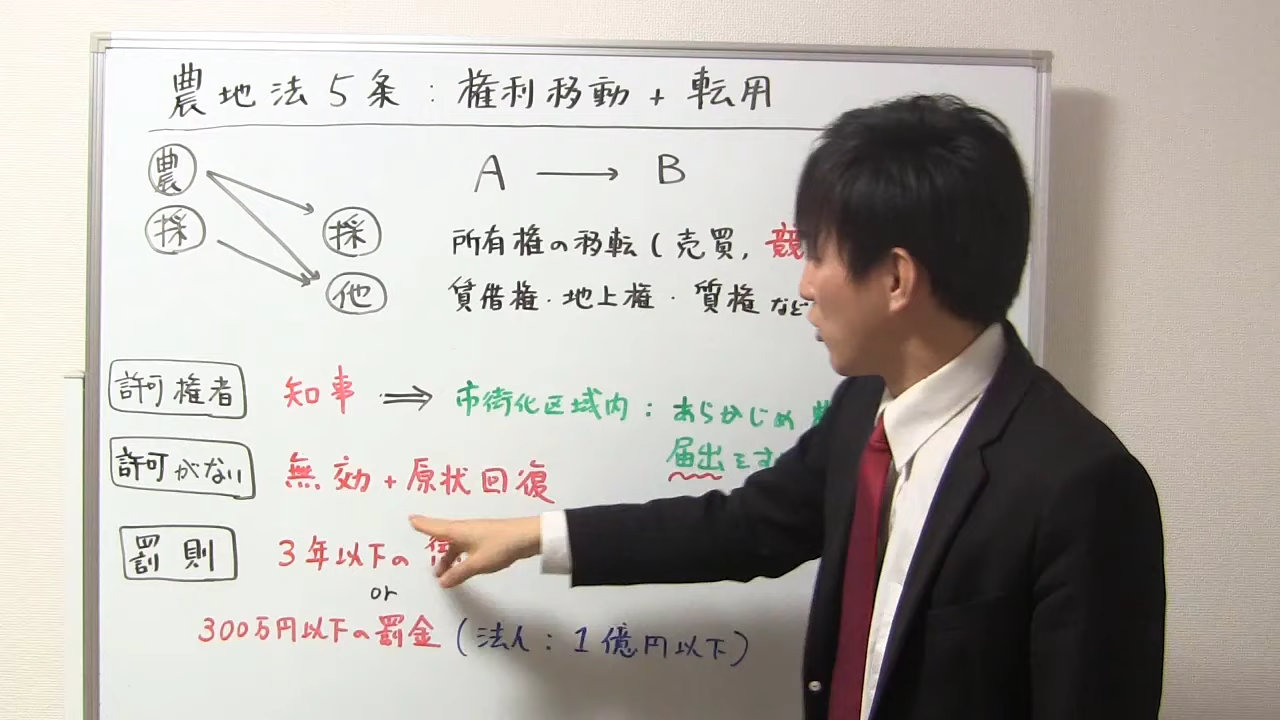 農地法5条:権利移動+転用
農
採
採
他
A → B
所有権の移転(売買,競
賃借権・地上権・質権など
許可権者 知事 ⇒ 市街化区域内:あらかじめ
届出をす
許可がない 無効+原状回復
罰則 3年以下の
or
300万円以下の罰金(法人:1億円以下)